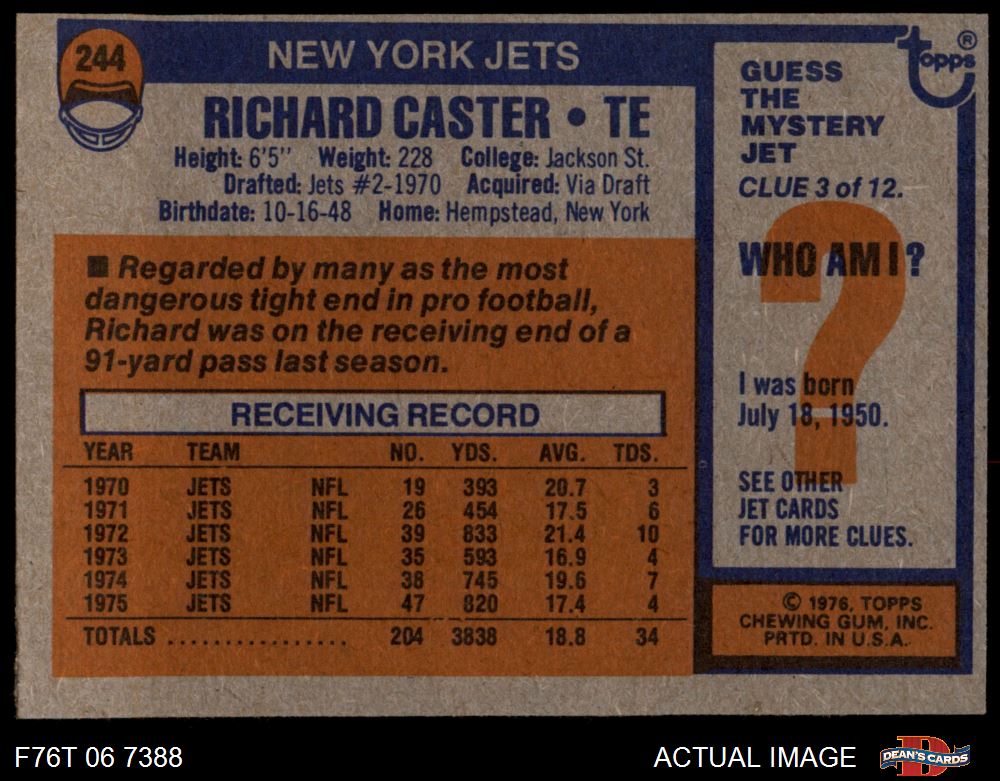 244
NEW YORK JETS
RICHARD CASTER • TE
Height: 6'5" Weight: 228 College: Jackson St.
Drafted: Jets #2-1970 Acquired: Via Draft
Birthdate: 10-16-48 Home: Hempstead, New York
■ Regarded by many as the most
dangerous tight end in pro football,
Richard was on the receiving end of a
91-yard pass last season.
RECEIVING RECORD
YEAR TEAM NO. YDS. AVG. TDS.
1970 JETS NFL 19 393 20.7 3
1971 JETS NFL 26 454 17.5 6
1972 JETS NFL 39 833 21.4 10
1973 JETS NFL 35 593 16.9 4
1974 JETS NFL 38 745 19.6 7
1975 JETS NFL 47 820 17.4 4
TOTALS ................ 204 3838 18.8 34
Topps ®
GUESS
THE
MYSTERY
JET
CLUE 3 of 12.
?
WHO AM I?
I was born
July 18, 1950.
SEE OTHER
JET CARDS
FOR MORE CLUES.
© 1976, TOPPS
CHEWING GUM, INC.
PRTD. IN U.S.A.
F76T 06 7388
ACTUAL IMAGE
D
DEAN'S CARDS